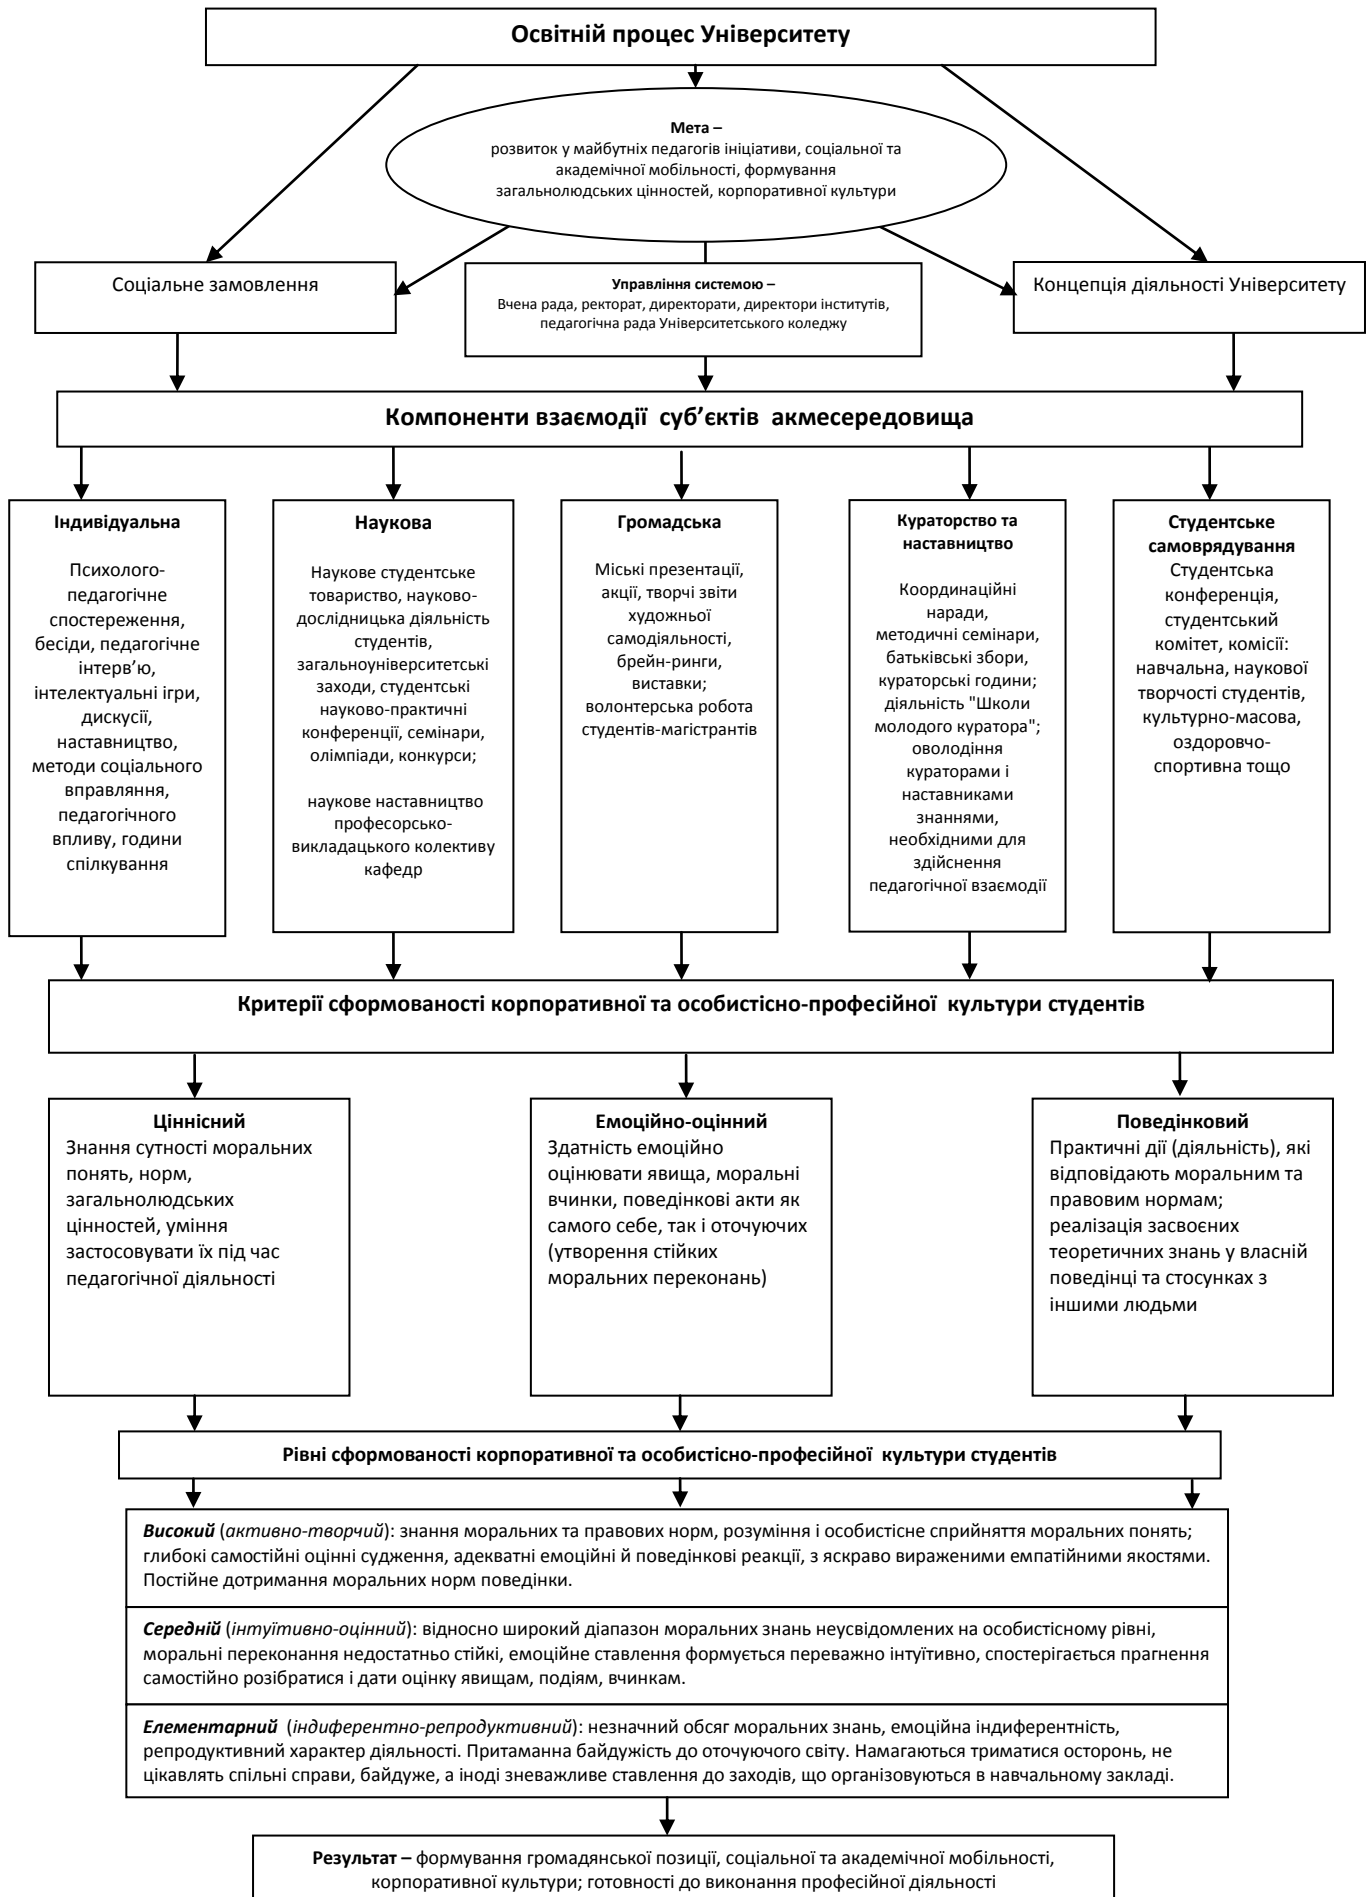 Освітній процес Університету
Мета –
розвиток у майбутніх педагогів ініціативи, соціальної та
академічної мобільності, формування
загальнолюдських цінностей, корпоративної культури
Соціальне замовлення
Управління системою –
Вчена рада, ректорат, директорати, директори інститутів,
педагогічна рада Університетського коледжу
Концепція діяльності Університету
Компоненти взаємодії суб’єктів акмесередовища
Індивідуальна
Психолого-
педагогічне
спостереження,
бесіди, педагогічне
інтерв’ю,
інтелектуальні ігри,
дискусії,
наставництво,
методи соціального
вправляння,
педагогічного
впливу, години
спілкування
Наукова
Наукове студентське
товариство, науково-
дослідницька діяльність
студентів,
загальноуніверситетські
заходи, студентські
науково-практичні
конференції, семінари,
олімпіади, конкурси;
наукове наставництво
професорсько-
викладацького колективу
кафедр
Громадська
Міські презентації,
акції, творчі звіти
художньої
самодіяльності,
брейн-ринги,
виставки;
волонтерська робота
студентів-магістрантів
Кураторство та
наставництво
Координаційні
наради,
методичні семінари,
батьківські збори,
кураторські години;
діяльність "Школи
молодого куратора";
оволодіння
кураторами і
наставниками
знаннями,
необхідними для
здійснення
педагогічної взаємодії
Студентське
самоврядування
Студентська
конференція,
студентський
комітет, комісії:
навчальна, наукової
творчості студентів,
культурно-масова,
оздоровчо-
спортивна тощо
Критерії сформованості корпоративної та особистісно-професійної культури студентів
Ціннісний
Знання сутності моральних
понять, норм,
загальнолюдських
цінностей, уміння
застосовувати їх під час
педагогічної діяльності
Емоційно-оцінний
Здатність емоційно
оцінювати явища, моральні
вчинки, поведінкові акти як
самого себе, так і оточуючих
(утворення стійких
моральних переконань)
Поведінковий
Практичні дії (діяльність), які
відповідають моральним та
правовим нормам;
реалізація засвоєних
теоретичних знань у власній
поведінці та стосунках з
іншими людьми
Рівні сформованості корпоративної та особистісно-професійної культури студентів
Високий (активно-творчий): знання моральних та правових норм, розуміння і особистісне сприйняття моральних понять;
глибокі самостійні оцінні судження, адекватні емоційні й поведінкові реакції, з яскраво вираженими емпатійними якостями.
Постійне дотримання моральних норм поведінки.
Середній (інтуїтивно-оцінний): відносно широкий діапазон моральних знань неусвідомлених на особистісному рівні,
моральні переконання недостатньо стійкі, емоційне ставлення формується переважно інтуїтивно, спостерігається прагнення
самостійно розібратися і дати оцінку явищам, подіям, вчинкам.
Елементарний (індиферентно-репродуктивний): незначний обсяг моральних знань, емоційна індиферентність,
репродуктивний характер діяльності. Притаманна байдужість до оточуючого світу. Намагаються триматися осторонь, не
цікавлять спільні справи, байдуже, а іноді зневажливе ставлення до заходів, що організовуються в навчальному закладі.
Результат – формування громадянської позиції, соціальної та академічної мобільності,
корпоративної культури; готовності до виконання професійної діяльності